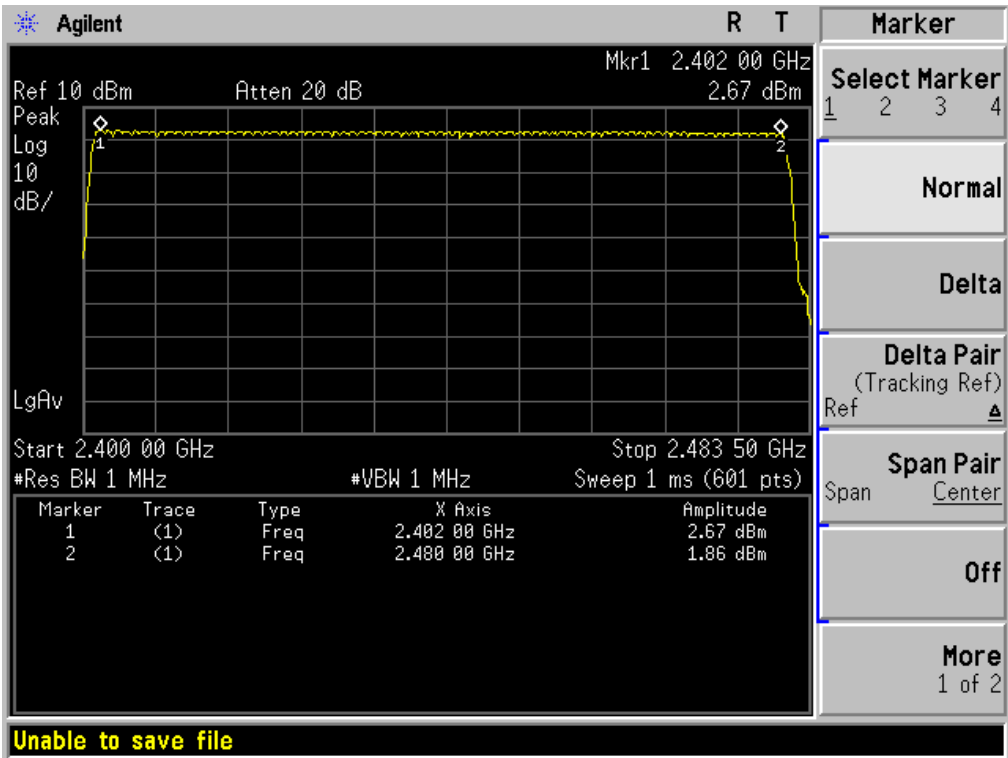 Agilent R T
Mkr1 2.402 00 GHz
Ref 10 dBm Atten 20 dB 2.67 dBm
Peak
Log
10
dB/
1
2
LgAv
Start 2.400 00 GHz Stop 2.483 50 GHz
#Res BW 1 MHz #VBW 1 MHz Sweep 1 ms (601 pts)
Marker Trace Type X Axis Amplitude
1 (1) Freq 2.402 00 GHz 2.67 dBm
2 (1) Freq 2.480 00 GHz 1.86 dBm
Unable to save file
Marker
Select Marker
1 2 3 4
Normal
Delta
Delta Pair
(Tracking Ref)
Ref Δ
Span Pair
Span Center
Off
More
1 of 2